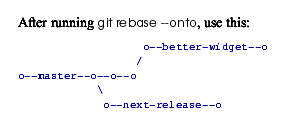 After running git rebase --onto, use this:
o--better-widget--o
/
o--master--o--o--o
\
o--next-release--o